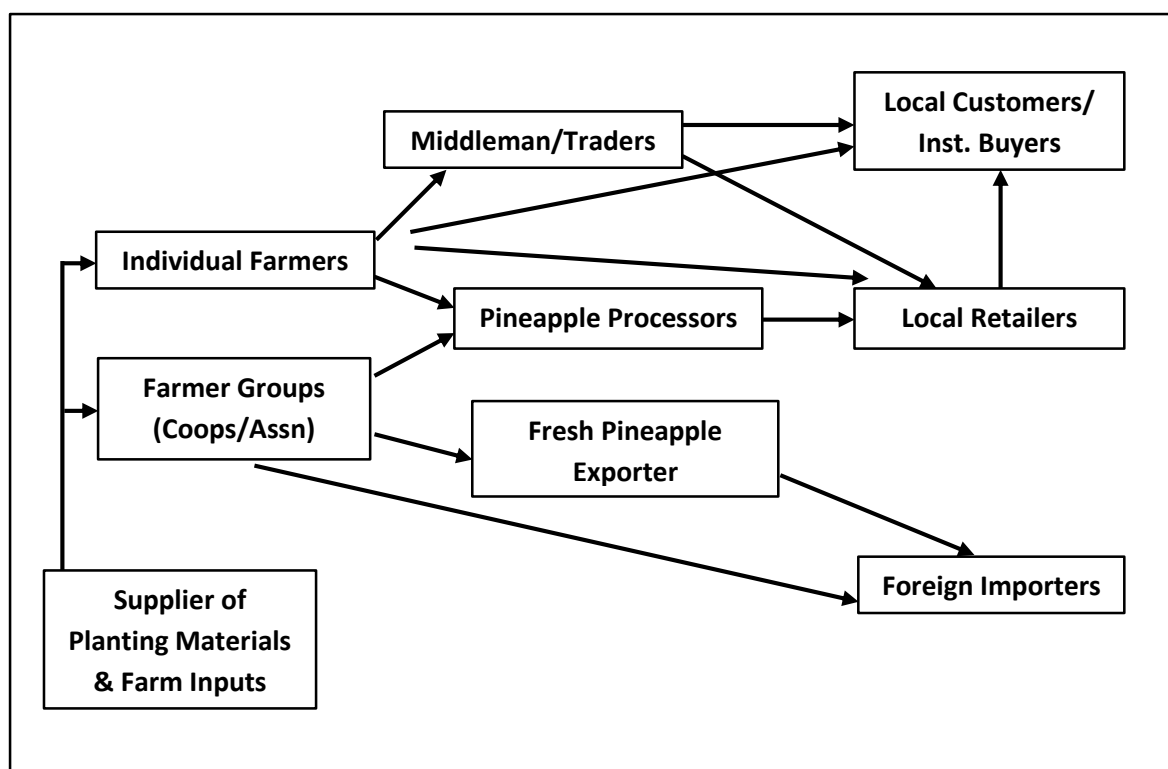 Local Customers/
Inst. Buyers
Middleman/Traders
Individual Farmers
Pineapple Processors
Local Retailers
Farmer Groups
(Coops/Assn)
Fresh Pineapple
Exporter
Foreign Importers
Supplier of
Planting Materials
& Farm Inputs